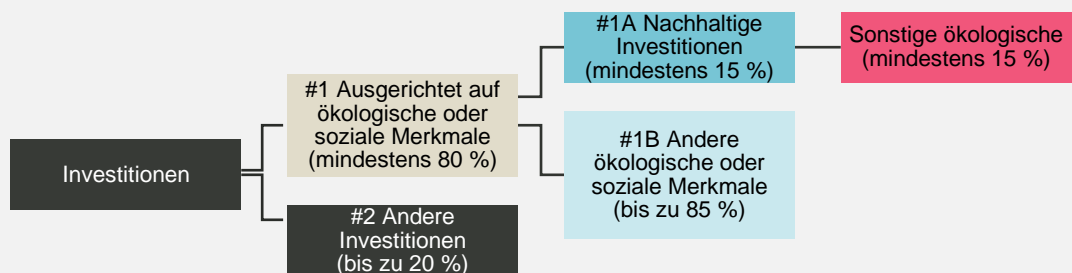 Investitionen
#1 Ausgerichtet auf
ökologische oder
soziale Merkmale
(mindestens 80 %)
#2 Andere
Investitionen
(bis zu 20 %)
#1A Nachhaltige
Investitionen
(mindestens 15 %)
#1B Andere
ökologische oder
soziale Merkmale
(bis zu 85 %)
Sonstige ökologische
(mindestens 15 %)